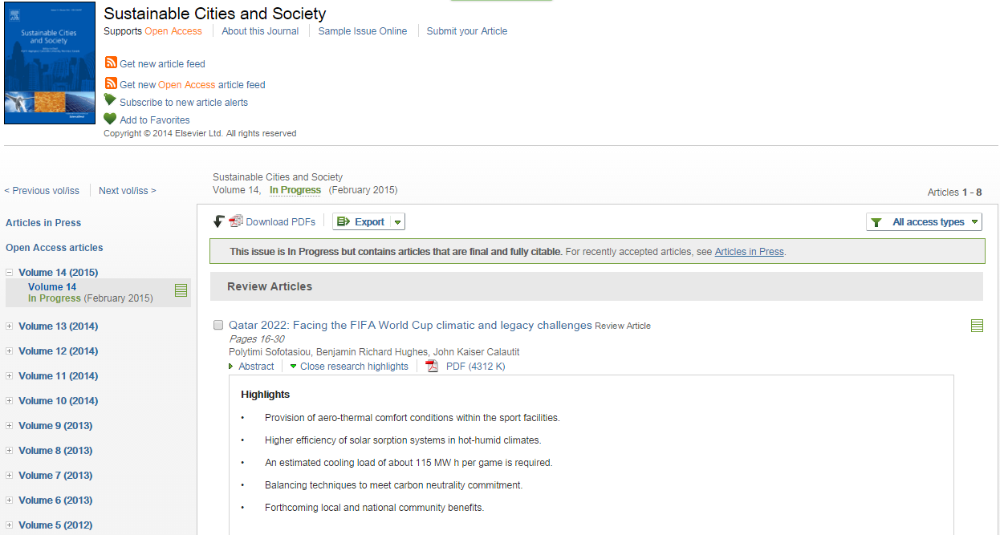 Sustainable Cities
and Society
Sustainable Cities and Society
Supports Open Access
About this Journal
Sample Issue Online
Submit your Article
Get new article feed
Get new Open Access article feed
Subscribe to new article alerts
Add to Favorites
Copyright © 2014 Elsevier Ltd. All rights reserved
< Previous vol/iss
Next vol/iss >
Sustainable Cities and Society
Volume 14, In Progress (February 2015)
Articles 1 - 8
Articles in Press
Open Access articles
Volume 14 (2015)
Volume 14
In Progress (February 2015)
Volume 13 (2014)
Volume 12 (2014)
Volume 11 (2014)
Volume 10 (2014)
Volume 9 (2013)
Volume 8 (2013)
Volume 7 (2013)
Volume 6 (2013)
Volume 5 (2012)
Download PDFs
Export
All access types
This issue is In Progress but contains articles that are final and fully citable. For recently accepted articles, see Articles in Press.
Review Articles
Qatar 2022: Facing the FIFA World Cup climatic and legacy challenges Review Article
Pages 16-30
Polytimi Sofotasiou, Benjamin Richard Hughes, John Kaiser Calautit
Abstract
Close research highlights
PDF (4312 K)
Highlights
• Provision of aero-thermal comfort conditions within the sport facilities.
• Higher efficiency of solar sorption systems in hot-humid climates.
• An estimated cooling load of about 115 MW h per game is required.
• Balancing techniques to meet carbon neutrality commitment.
• Forthcoming local and national community benefits.